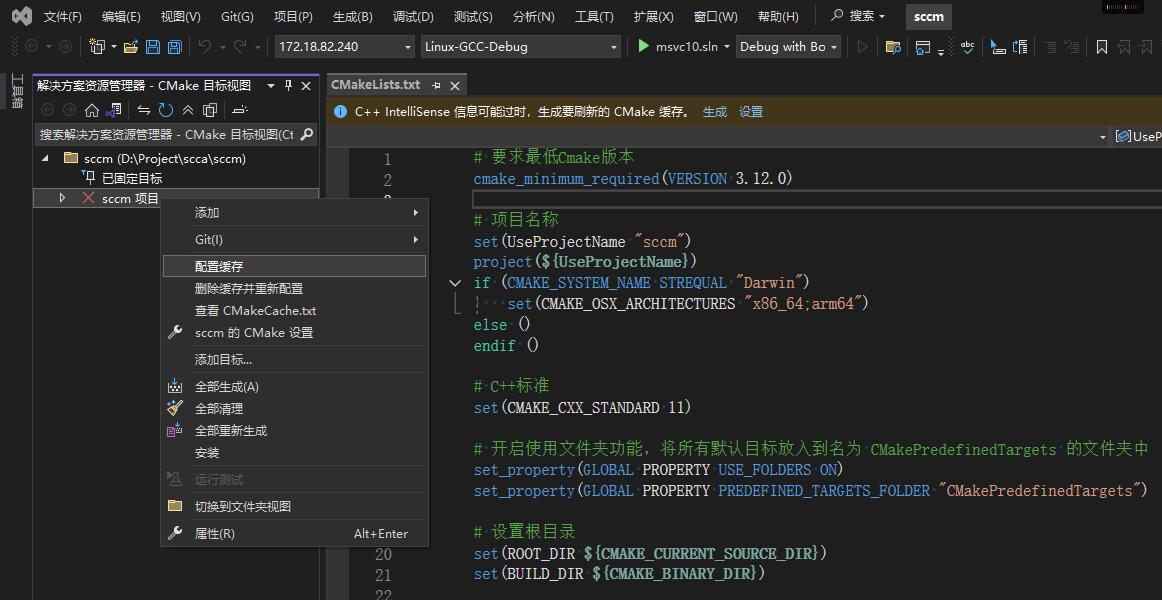 文件(F) 编辑(E) 视图(V) Git(G) 项目(P) 生成(B) 调试(D) 测试(S) 分析(N) 工具(T) 扩展(X) 窗口(W) 帮助(H) 搜索 sccm
172.18.82.240 Linux-GCC-Debug msvc10.sln Debug with Bo
工具箱
解决方案资源管理器 - CMake 目标视图
搜索解决方案资源管理器 - CMake 目标视图(Ct
sccm (D:\Project\scca\sccm)
已固定目标
sccm 项目
添加
Git(I)
配置缓存
删除缓存并重新配置
查看 CMakeCache.txt
sccm 的 CMake 设置
添加目标...
全部生成(A)
全部清理
全部重新生成
安装
运行测试
切换到文件夹视图
属性(R) Alt+Enter
CMakeLists.txt
C++ IntelliSense 信息可能过时，生成要刷新的 CMake 缓存。 生成 设置
UseP
1 # 要求最低Cmake版本
2 cmake_minimum_required(VERSION 3.12.0)
# 项目名称
set(UseProjectName "sccm")
project(${UseProjectName})
if (CMAKE_SYSTEM_NAME STREQUAL "Darwin")
set(CMAKE_OSX_ARCHITECTURES "x86_64;arm64")
else ()
endif ()
# C++标准
set(CMAKE_CXX_STANDARD 11)
# 开启使用文件夹功能，将所有默认目标放入到名为 CMakePredefinedTargets 的文件夹中
set_property(GLOBAL PROPERTY USE_FOLDERS ON)
set_property(GLOBAL PROPERTY PREDEFINED_TARGETS_FOLDER "CMakePredefinedTargets")
# 设置根目录
20 set(ROOT_DIR ${CMAKE_CURRENT_SOURCE_DIR})
21 set(BUILD_DIR ${CMAKE_BINARY_DIR})
22